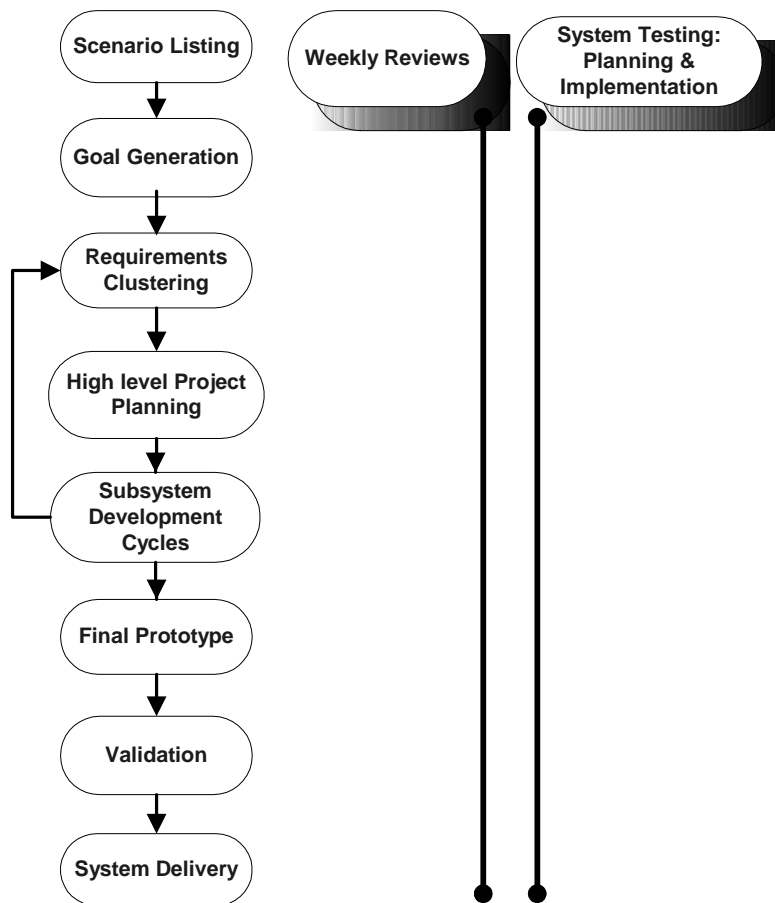 Scenario Listing
Goal Generation
Requirements
Clustering
High level Project
Planning
Subsystem
Development
Cycles
Final Prototype
Validation
System Delivery
Weekly Reviews
System Testing:
Planning &
Implementation